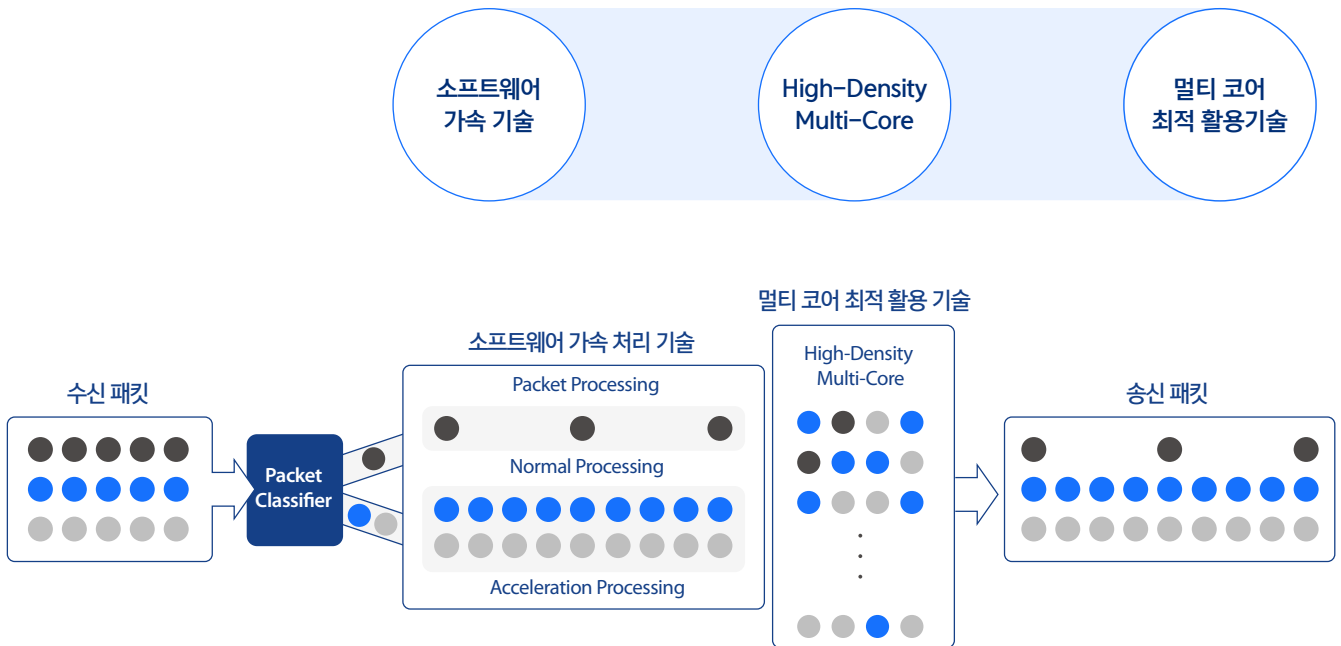 소프트웨어
가속 기술
High-Density
Multi-Core
멀티 코어
최적 활용기술
수신 패킷
Packet
Classifier
소프트웨어 가속 처리 기술
Packet Processing
Normal Processing
Acceleration Processing
멀티 코어 최적 활용 기술
High-Density
Multi-Core
송신 패킷